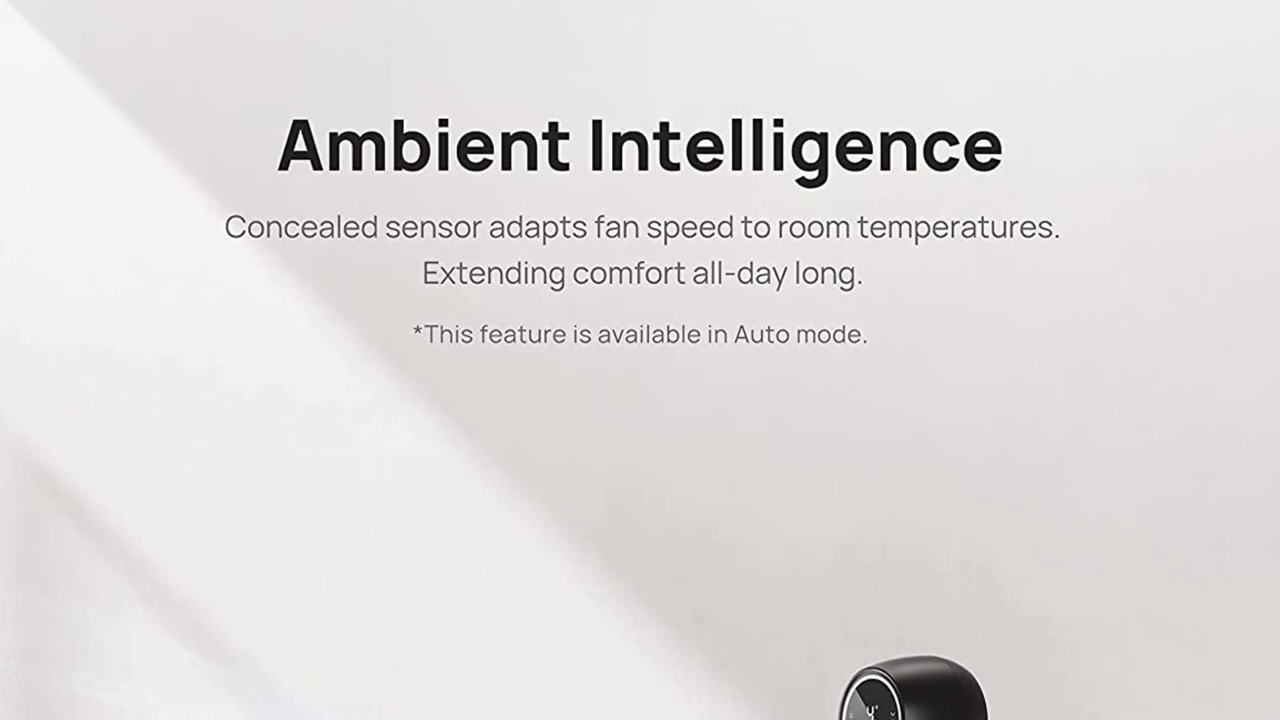 Ambient Intelligence
Concealed sensor adapts fan speed to room temperatures.
Extending comfort all-day long.
*This feature is available in Auto mode.